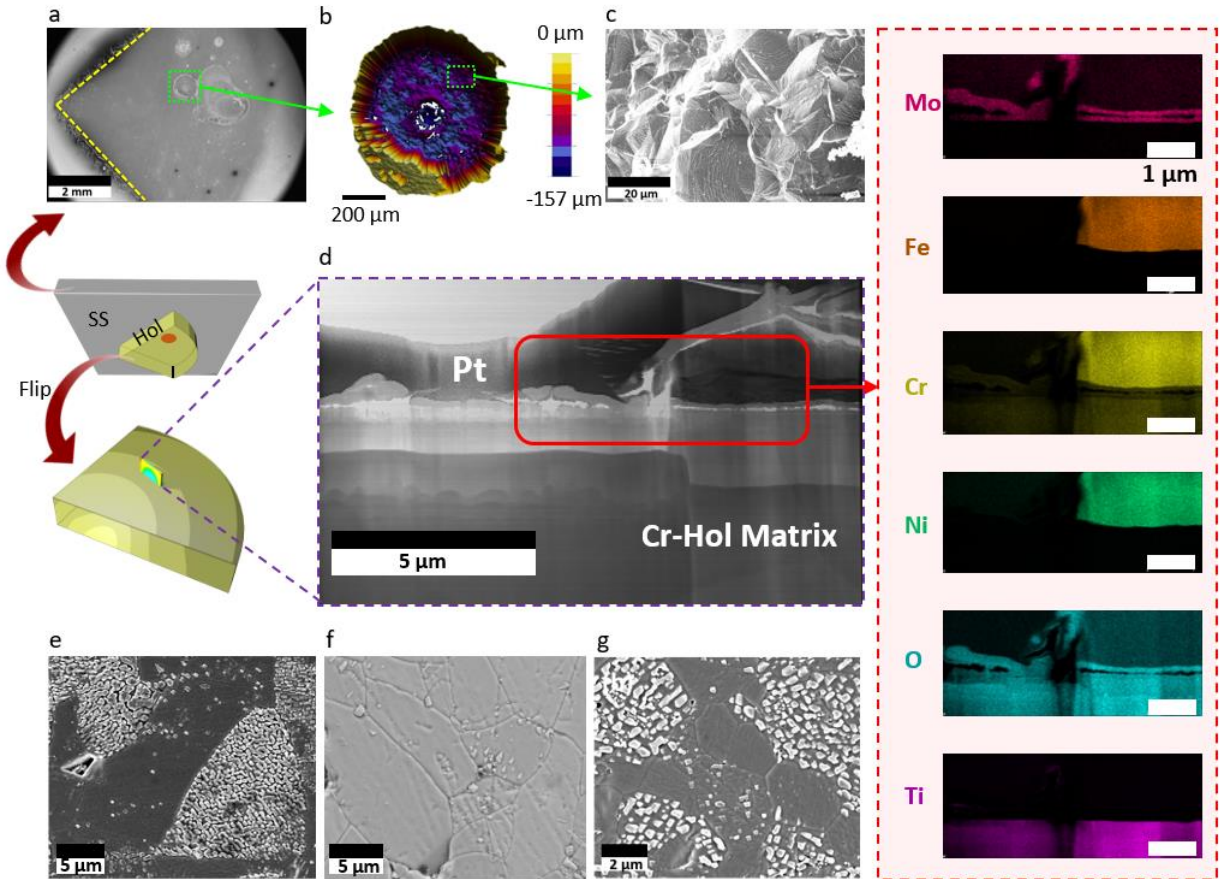 a
b
c
0 µm
-157 µm
2 mm
200 µm
20 µm
Mo
1 µm
Fe
Cr
Ni
O
Ti
SS
Hol
I
Flip
d
Pt
Cr-Hol Matrix
5 µm
e
f
g
5 µm
5 µm
2 µm